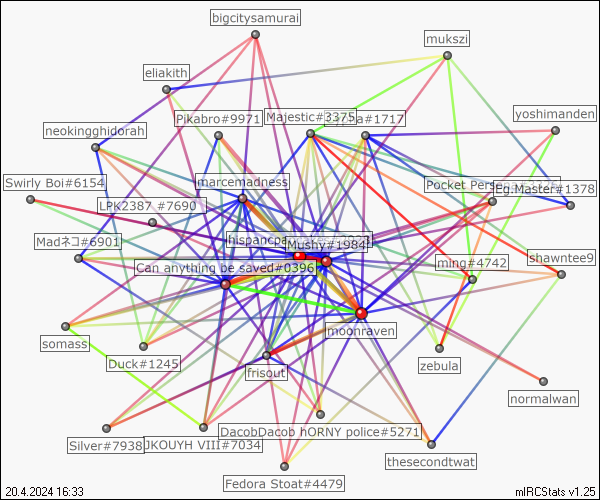 bigcitysamurai
mukszi
eliakith
yoshimanden
Pikabro#9971
Majestic#3375
#1717
neokingghidorah
Swirly Boi#6154
marcemadness
Pocket Pers
Eg.Master#1378
LPK2387 #7690
Madネコ#6901
hispancpa
Mushy#1984
Can anything be saved#0396
ming#4742
shawntee9
moonraven
somass
Duck#1245
frisout
zebula
normalwan
Silver#7938
JKOUYH VIII#7034
DacobDacob hORNY police#5271
thesecondtwat
Fedora Stoat#4479
20.4.2024 16:33
mIRCStats v1.25